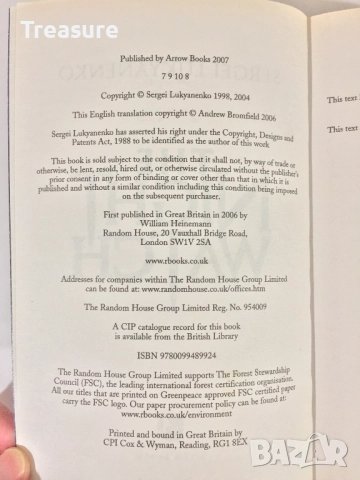 Treasure
Published by Arrow Books 2007
7 9 10 8
Copyright © Sergei Lukyanenko 1998, 2004
This English translation copyright © Andrew Bromfield 2006
Sergei Lukyanenko has asserted his right under the Copyright, Designs and
Patents Act, 1988 to be identified as the author of this work
This book is sold subject to the condition that it shall not, by way of trade or
otherwise, be lent, resold, hired out, or otherwise circulated without the publisher's
prior consent in any form of binding or cover other than that in which it is
published and without a similar condition including this condition being imposed
on the subsequent purchaser.
First published in Great Britain in 2006 by
William Heinemann
Random House, 20 Vauxhall Bridge Road,
London SW1V 2SA
www.rbooks.co.uk
Addresses for companies within The Random House Group Limited
can be found at: www.randomhouse.co.uk/offices.htm
The Random House Group Limited Reg. No. 954009
A CIP catalogue record for this book
is available from the British Library
ISBN 9780099489924
The Random House Group Limited supports The Forest Stewardship
Council (FSC), the leading international forest certification organisation.
All our titles that are printed on Greenpeace approved FSC certified paper
carry the FSC logo. Our paper procurement policy can be found at:
www.rbooks.co.uk/environment
Printed and bound in Great Britain by
CPI Cox & Wyman, Reading, RG1 8EX
This text
This text
BAZAR